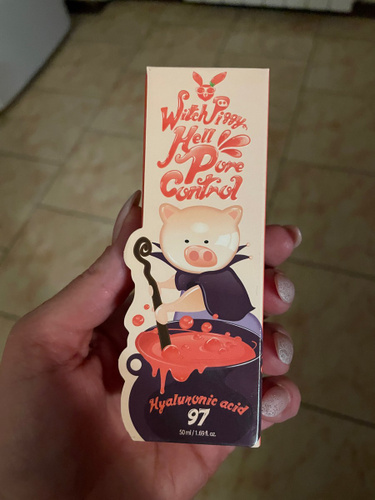 Witch Piggy
Hell
Pore
Control
Hyaluronic acid
97
50 ml / 1.69 fl. oz.